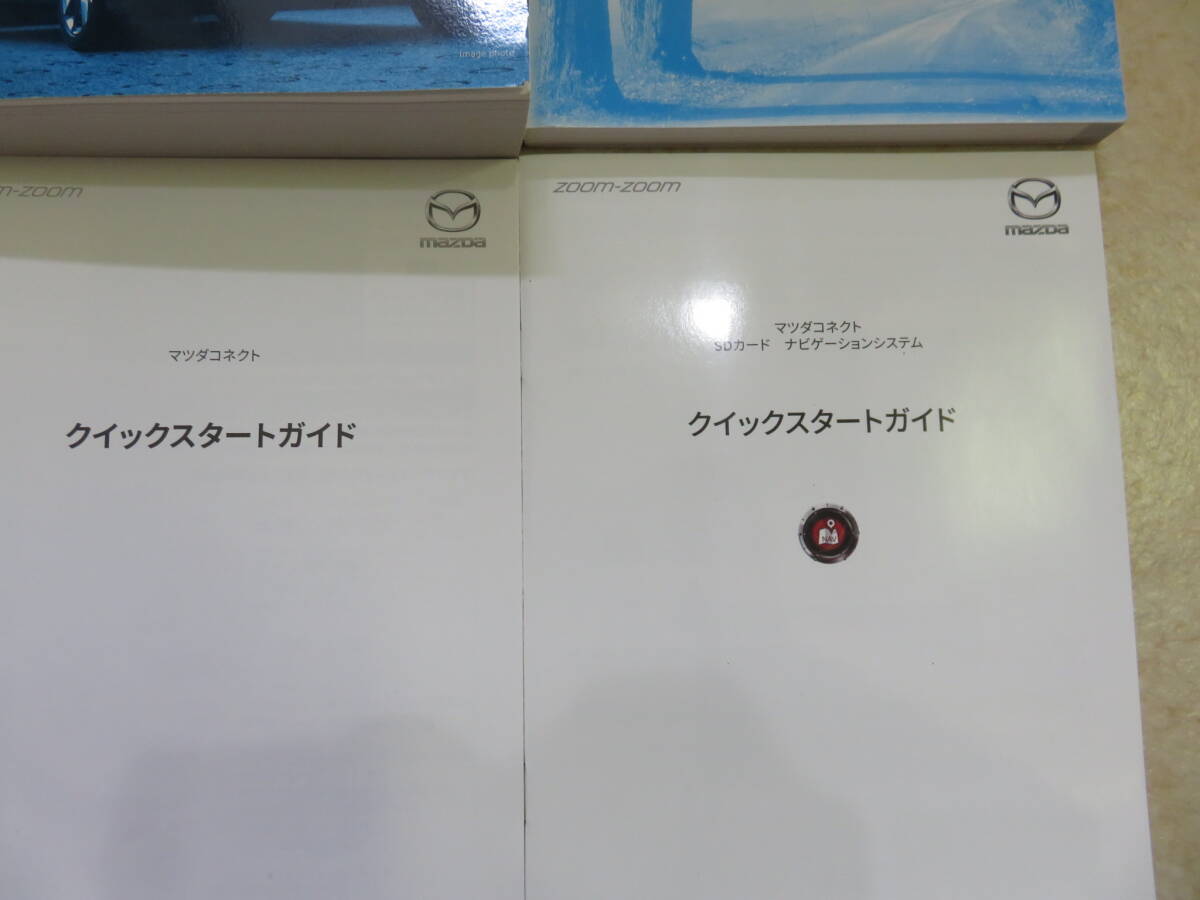 Image photo
m-zoom
mazda
マツダコネクト
クイックスタートガイド
zoom-zoom
mazda
マツダコネクト
SDカード ナビゲーションシステム
クイックスタートガイド
NAV